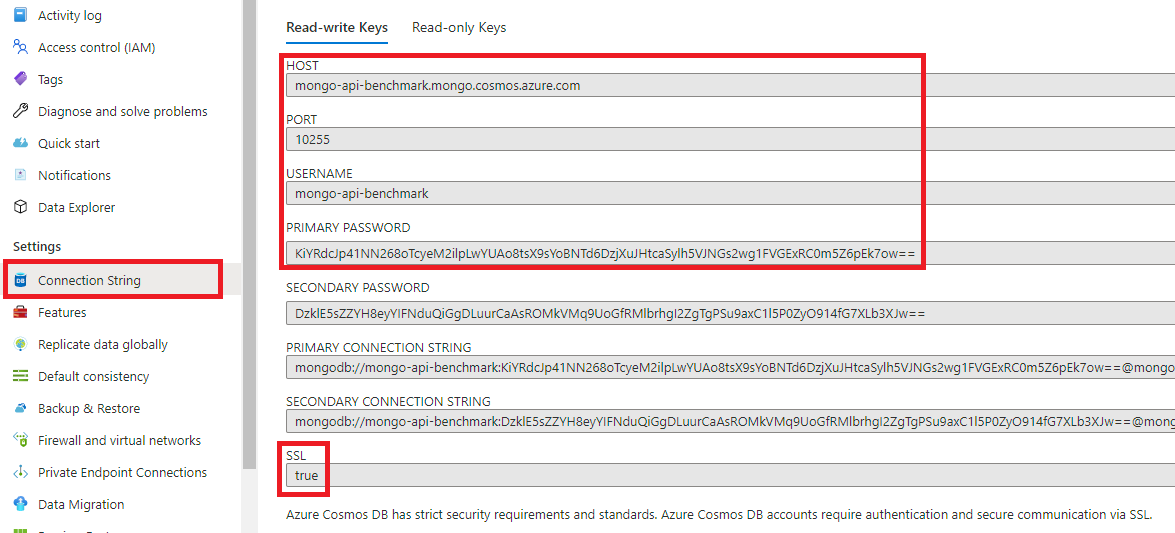 Activity log
Access control (IAM)
Tags
Diagnose and solve problems
Quick start
Notifications
Data Explorer
Settings
Connection String
Features
Replicate data globally
Default consistency
Backup & Restore
Firewall and virtual networks
Private Endpoint Connections
Data Migration
Read-write Keys Read-only Keys
HOST
mongo-api-benchmark.mongo.cosmos.azure.com
PORT
10255
USERNAME
mongo-api-benchmark
PRIMARY PASSWORD
KiYRdcJp41NN268oTcyeM2ilpLwYUAo8tsX9sYoBNTd6DzjXuJHtcaSylh5VJNGs2wg1FVGExRC0m5Z6pEk7ow==
SECONDARY PASSWORD
DzklE5sZZYH8eyYIFNduQiGgDLuurCaAsROMkVMq9UoGfRMlbrhgI2ZgTgPSu9axC1l5P0ZyO914fG7XLb3XJw==
PRIMARY CONNECTION STRING
mongodb://mongo-api-benchmark:KiYRdcJp41NN268oTcyeM2ilpLwYUAo8tsX9sYoBNTd6DzjXuJHtcaSylh5VJNGs2wg1FVGExRC0m5Z6pEk7ow==@mongo
SECONDARY CONNECTION STRING
mongodb://mongo-api-benchmark:DzklE5sZZYH8eyYIFNduQiGgDLuurCaAsROMkVMq9UoGfRMlbrhgI2ZgTgPSu9axC1l5P0ZyO914fG7XLb3XJw==@mong
SSL
true
Azure Cosmos DB has strict security requirements and standards. Azure Cosmos DB accounts require authentication and secure communication via SSL.